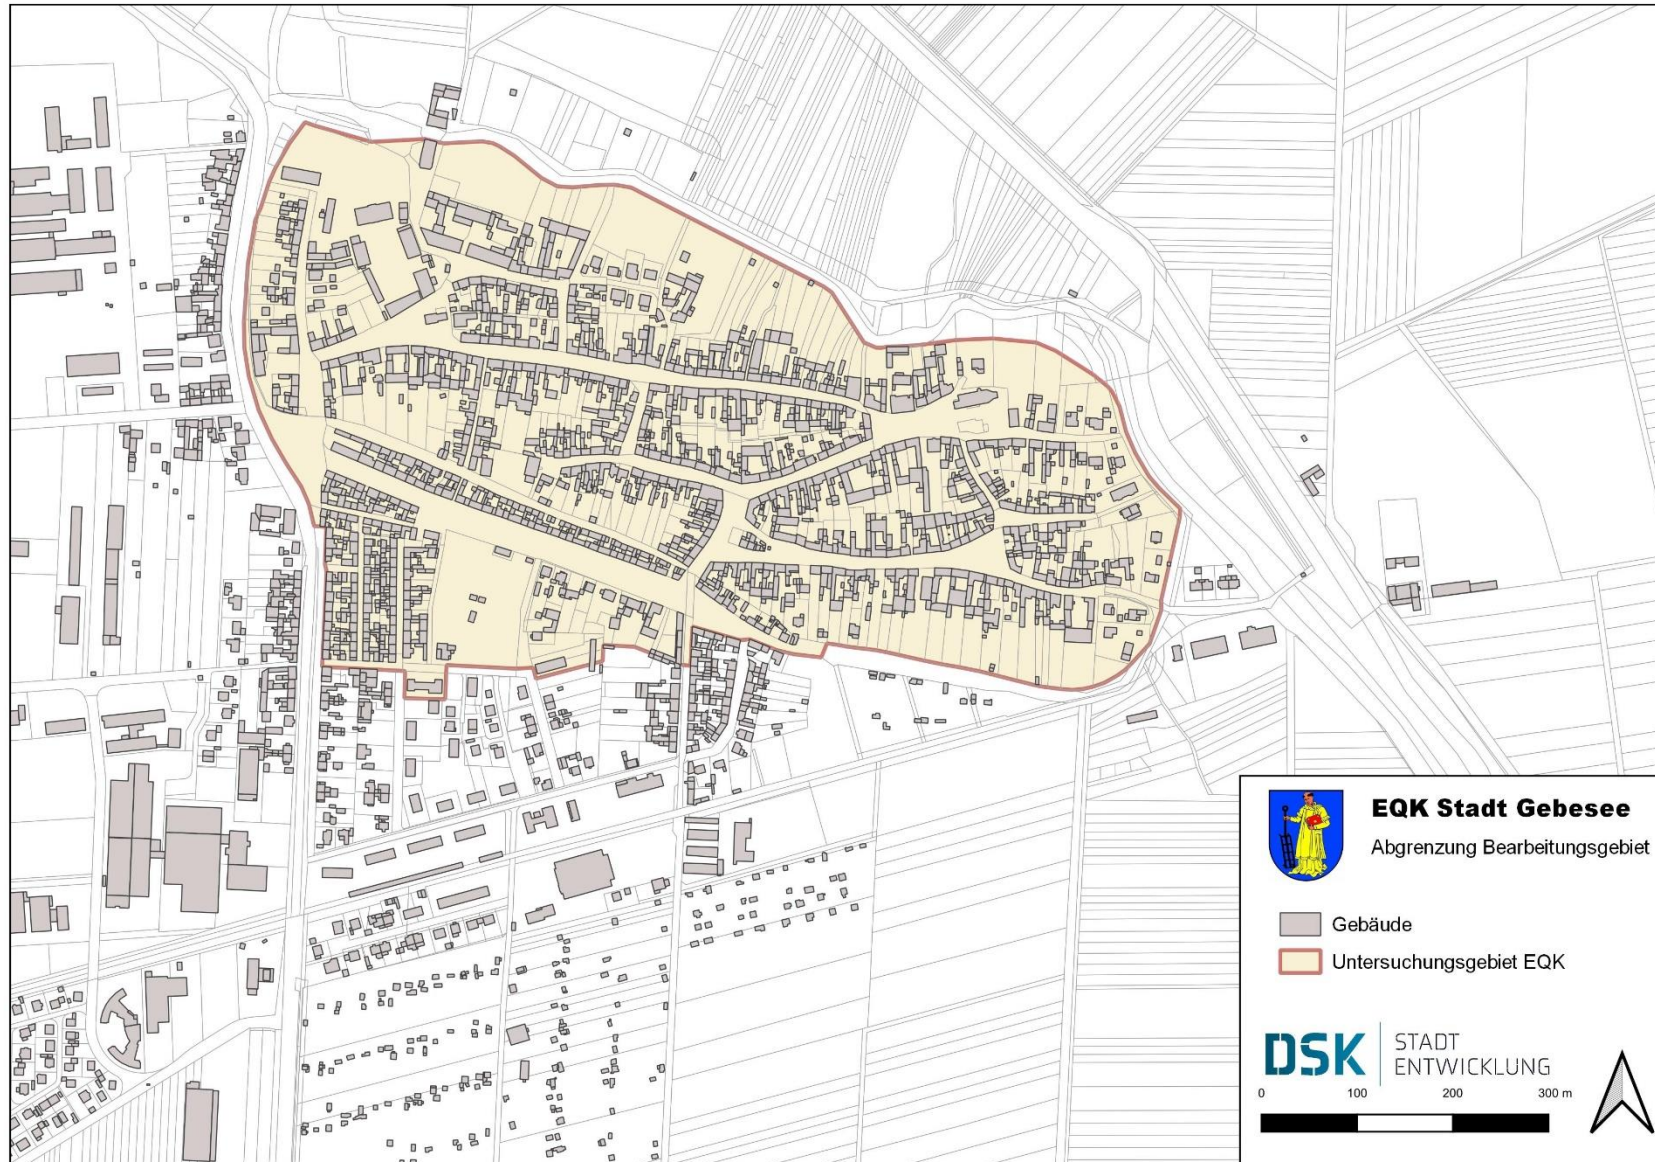 EQK Stadt Gebesee
Abgrenzung Bearbeitungsgebiet
Gebäude
Untersuchungsgebiet EQK
DSK STADT
ENTWICKLUNG
0 100 200 300 m